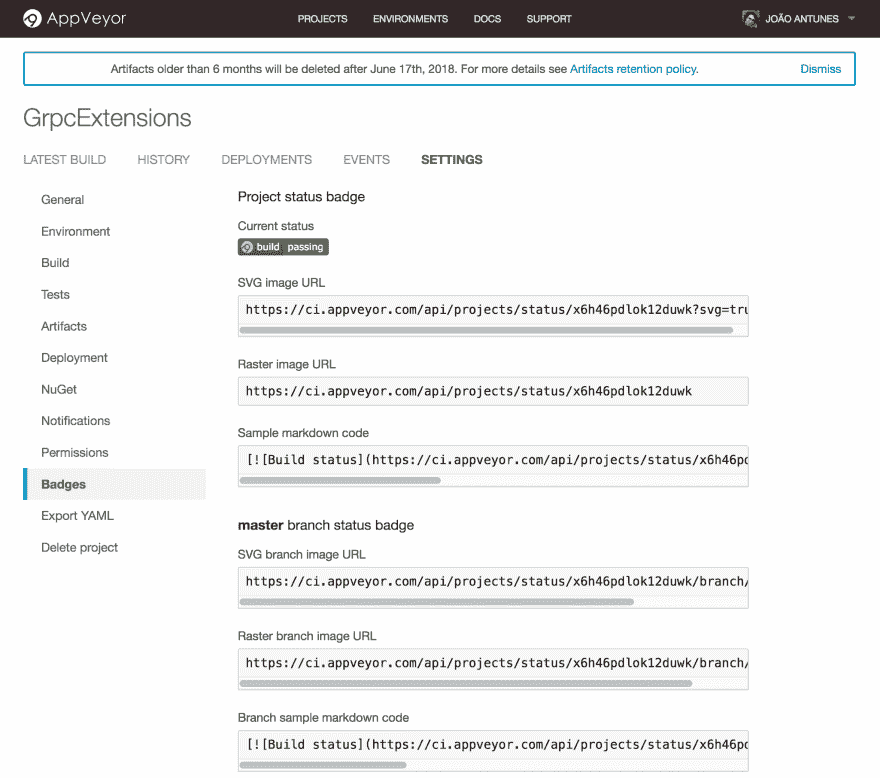 AppVeyor PROJECTS ENVIRONMENTS DOCS SUPPORT JOÃO ANTUNES
Artifacts older than 6 months will be deleted after June 17th, 2018. For more details see Artifacts retention policy. Dismiss
GrpcExtensions
LATEST BUILD HISTORY DEPLOYMENTS EVENTS SETTINGS
General
Environment
Build
Tests
Artifacts
Deployment
NuGet
Notifications
Permissions
Badges
Export YAML
Delete project
Project status badge
Current status
build passing
SVG image URL
https://ci.appveyor.com/api/projects/status/x6h46pdlok12duwk?svg=tru
Raster image URL
https://ci.appveyor.com/api/projects/status/x6h46pdlok12duwk
Sample markdown code
[![Build status](https://ci.appveyor.com/api/projects/status/x6h46pd
master branch status badge
SVG branch image URL
https://ci.appveyor.com/api/projects/status/x6h46pdlok12duwk/branch/
Raster branch image URL
https://ci.appveyor.com/api/projects/status/x6h46pdlok12duwk/branch/
Branch sample markdown code
[![Build status](https://ci.appveyor.com/api/projects/status/x6h46pd